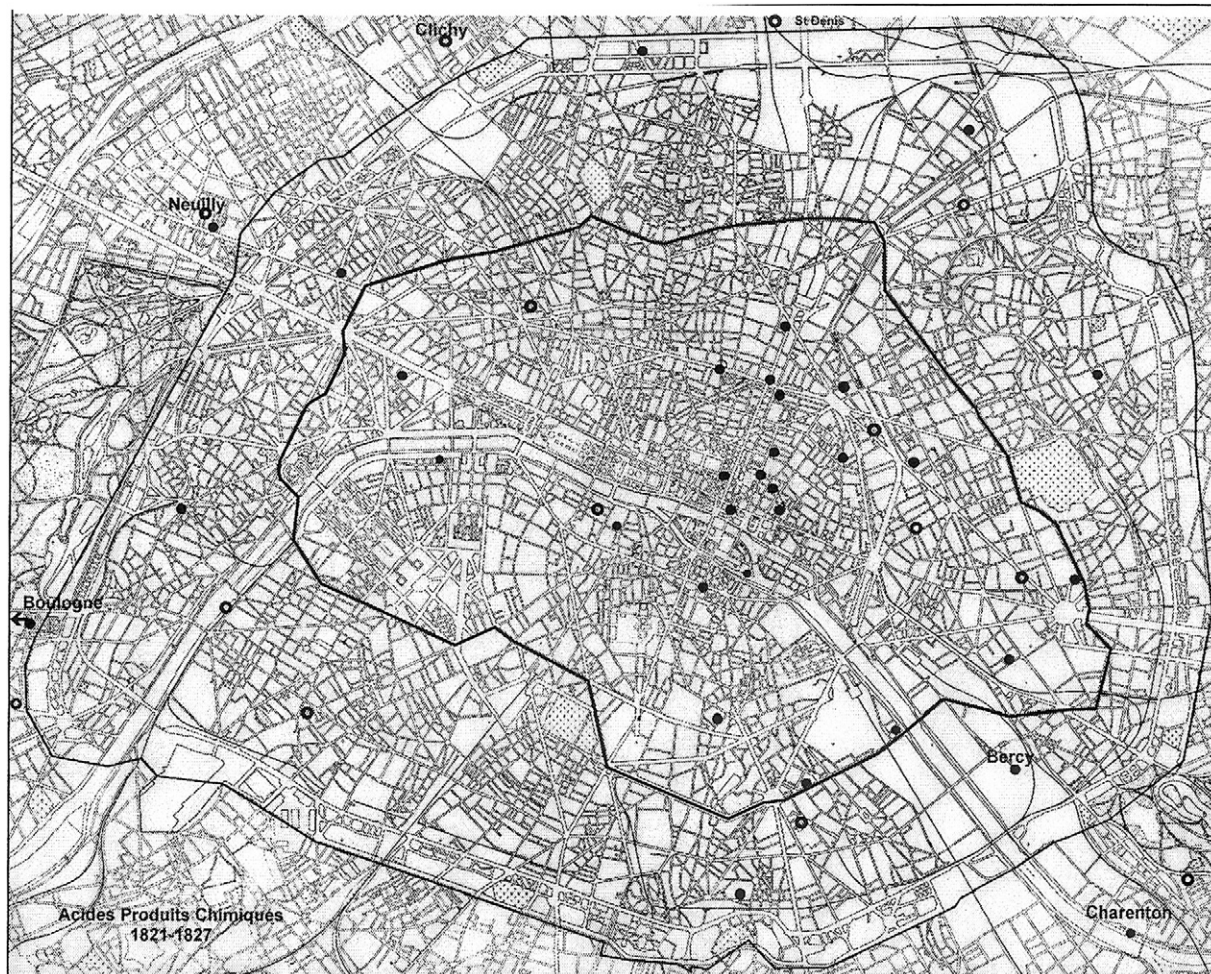 St Denis
Clichy
Neuilly
Boulogne
Bercy
Charenton
Acides Produits Chimiques
1821-1827